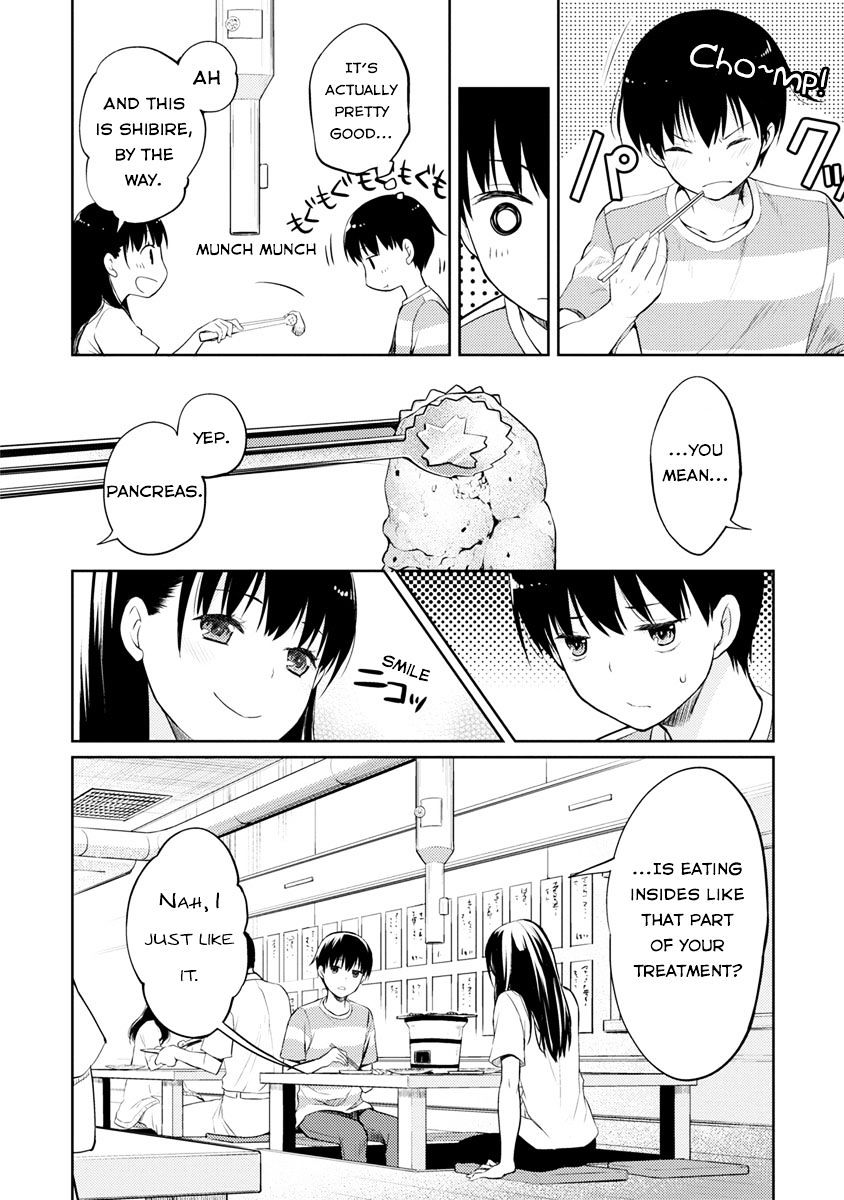 CHO~MP!
パクッ
IT'S
ACTUALLY
PRETTY
GOOD...
もぐもぐももぐもぐ
MUNCH MUNCH
AH
AND THIS
IS SHIBIRE,
BY THE
WAY.
...YOU
MEAN...
YEP.
PANCREAS.
SMILE
ニコッ
...IS EATING
INSIDES LIKE
THAT PART
OF YOUR
TREATMENT?
NAH, I
JUST LIKE
IT.